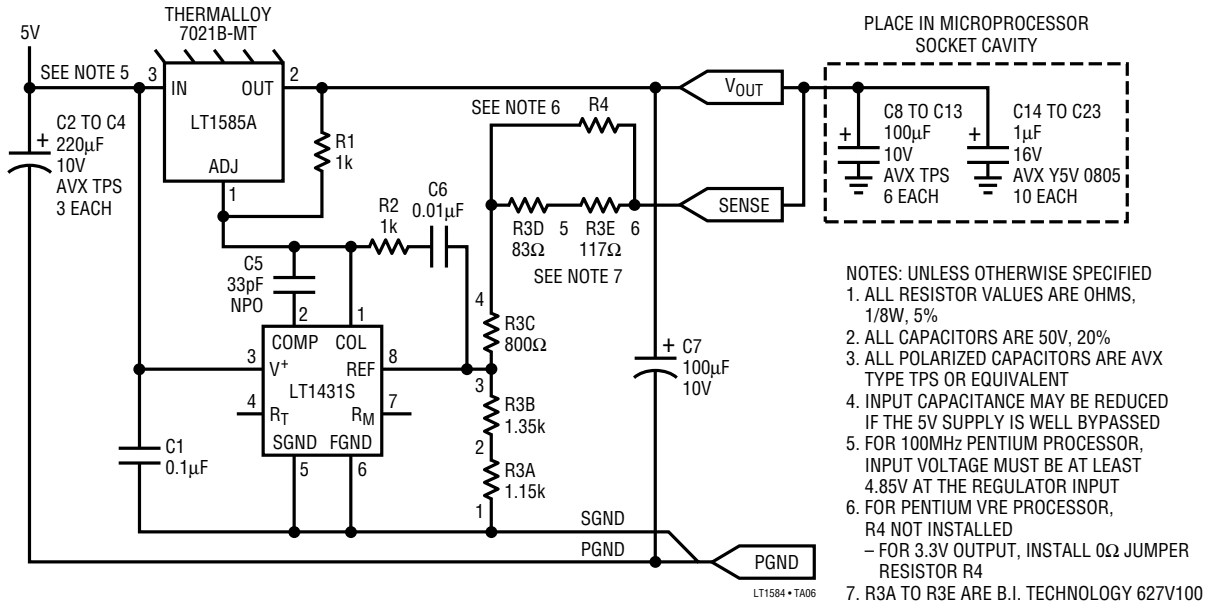 THERMALLOY
7021B-MT
5V
SEE NOTE 5
3
IN
OUT
2
LT1585A
ADJ
1
+
C2 TO C4
220µF
10V
AVX TPS
3 EACH
R1
1k
SEE NOTE 6
R4
V_OUT
SENSE
PLACE IN MICROPROCESSOR
SOCKET CAVITY
+
C8 TO C13
100µF
10V
AVX TPS
6 EACH
+
C14 TO C23
1µF
16V
AVX Y5V 0805
10 EACH
R2
1k
C6
0.01µF
R3D
83Ω
5
R3E
117Ω
6
SEE NOTE 7
C5
33pF
NPO
2
1
COMP
COL
3
V+
REF
8
LT1431S
4
R_T
R_M
7
SGND
FGND
5
6
4
R3C
800Ω
3
R3B
1.35k
2
R3A
1.15k
1
+
C7
100µF
10V
C1
0.1µF
SGND
PGND
PGND
LT1584 • TA06
NOTES: UNLESS OTHERWISE SPECIFIED
1. ALL RESISTOR VALUES ARE OHMS,
1/8W, 5%
2. ALL CAPACITORS ARE 50V, 20%
3. ALL POLARIZED CAPACITORS ARE AVX
TYPE TPS OR EQUIVALENT
4. INPUT CAPACITANCE MAY BE REDUCED
IF THE 5V SUPPLY IS WELL BYPASSED
5. FOR 100MHz PENTIUM PROCESSOR,
INPUT VOLTAGE MUST BE AT LEAST
4.85V AT THE REGULATOR INPUT
6. FOR PENTIUM VRE PROCESSOR,
R4 NOT INSTALLED
– FOR 3.3V OUTPUT, INSTALL 0Ω JUMPER
RESISTOR R4
7. R3A TO R3E ARE B.I. TECHNOLOGY 627V100